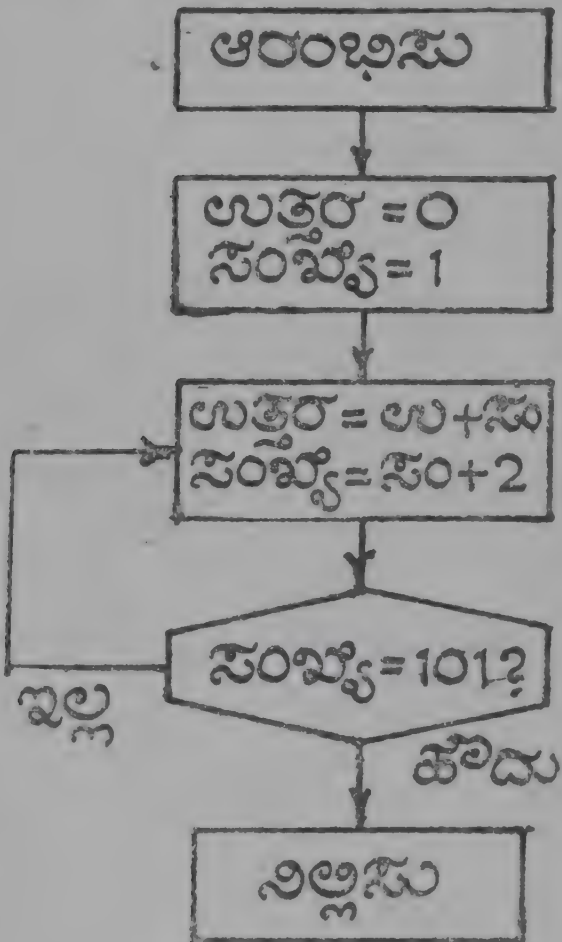 ಆರಂಭಿಸು
ಉತ್ತರ = 0
ಸಂಖ್ಯೆ = 1
ಉತ್ತರ = ಉ + ಸಂ
ಸಂಖ್ಯೆ = ಸಂ + 2
ಸಂಖ್ಯೆ = 101?
ಇಲ್ಲ
ಹೌದು
ನಿಲ್ಲಿಸು